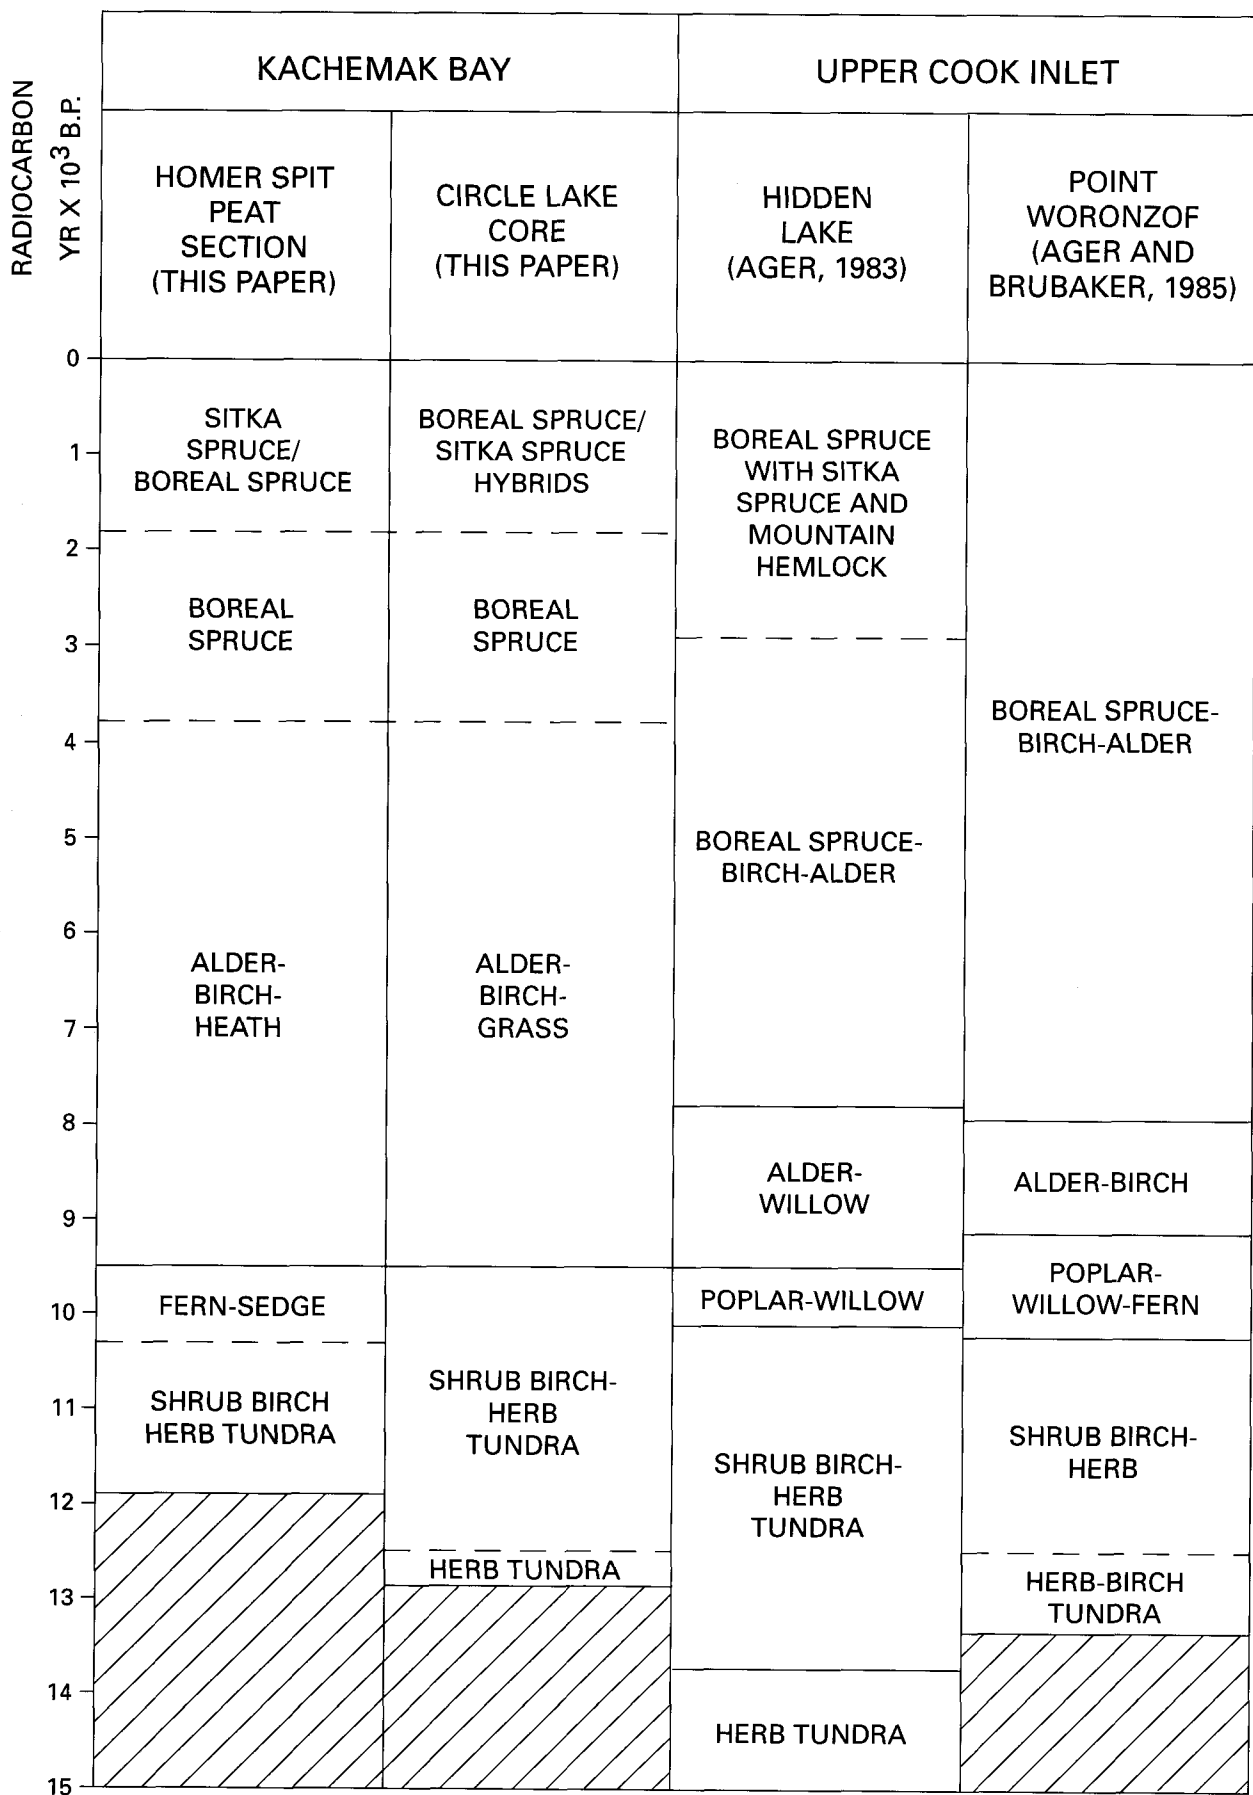 RADIOCARBON
YR X 10³ B.P.
KACHEMAK BAY
UPPER COOK INLET
HOMER SPIT
PEAT
SECTION
(THIS PAPER)
CIRCLE LAKE
CORE
(THIS PAPER)
HIDDEN
LAKE
(AGER, 1983)
POINT
WORONZOF
(AGER AND
BRUBAKER, 1985)
0
1
2
3
4
5
6
7
8
9
10
11
12
13
14
15
SITKA
SPRUCE/
BOREAL SPRUCE
BOREAL
SPRUCE
ALDER-
BIRCH-
HEATH
FERN-SEDGE
SHRUB BIRCH
HERB TUNDRA
BOREAL SPRUCE/
SITKA SPRUCE
HYBRIDS
BOREAL
SPRUCE
ALDER-
BIRCH-
GRASS
SHRUB BIRCH-
HERB
TUNDRA
HERB TUNDRA
BOREAL SPRUCE
WITH SITKA
SPRUCE AND
MOUNTAIN
HEMLOCK
BOREAL SPRUCE-
BIRCH-ALDER
ALDER-
WILLOW
POPLAR-WILLOW
SHRUB BIRCH-
HERB
TUNDRA
HERB TUNDRA
BOREAL SPRUCE-
BIRCH-ALDER
ALDER-BIRCH
POPLAR-
WILLOW-FERN
SHRUB BIRCH-
HERB
HERB-BIRCH
TUNDRA